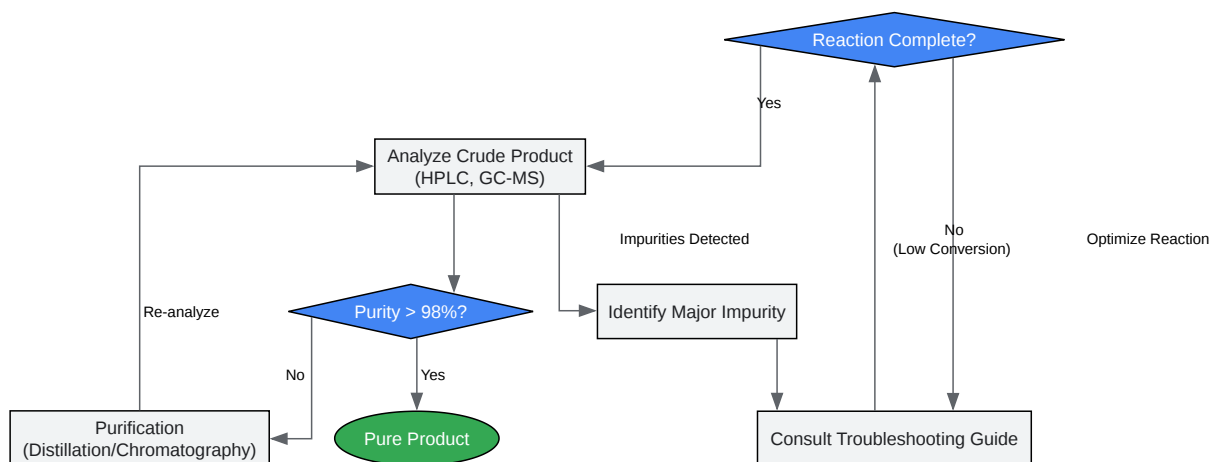 Reaction Complete?
Yes
Analyze Crude Product
(HPLC, GC-MS)
Impurities Detected
No
(Low Conversion)
Optimize Reaction
Re-analyze
Purity > 98%?
Identify Major Impurity
No
Yes
Purification
(Distillation/Chromatography)
Pure Product
Consult Troubleshooting Guide